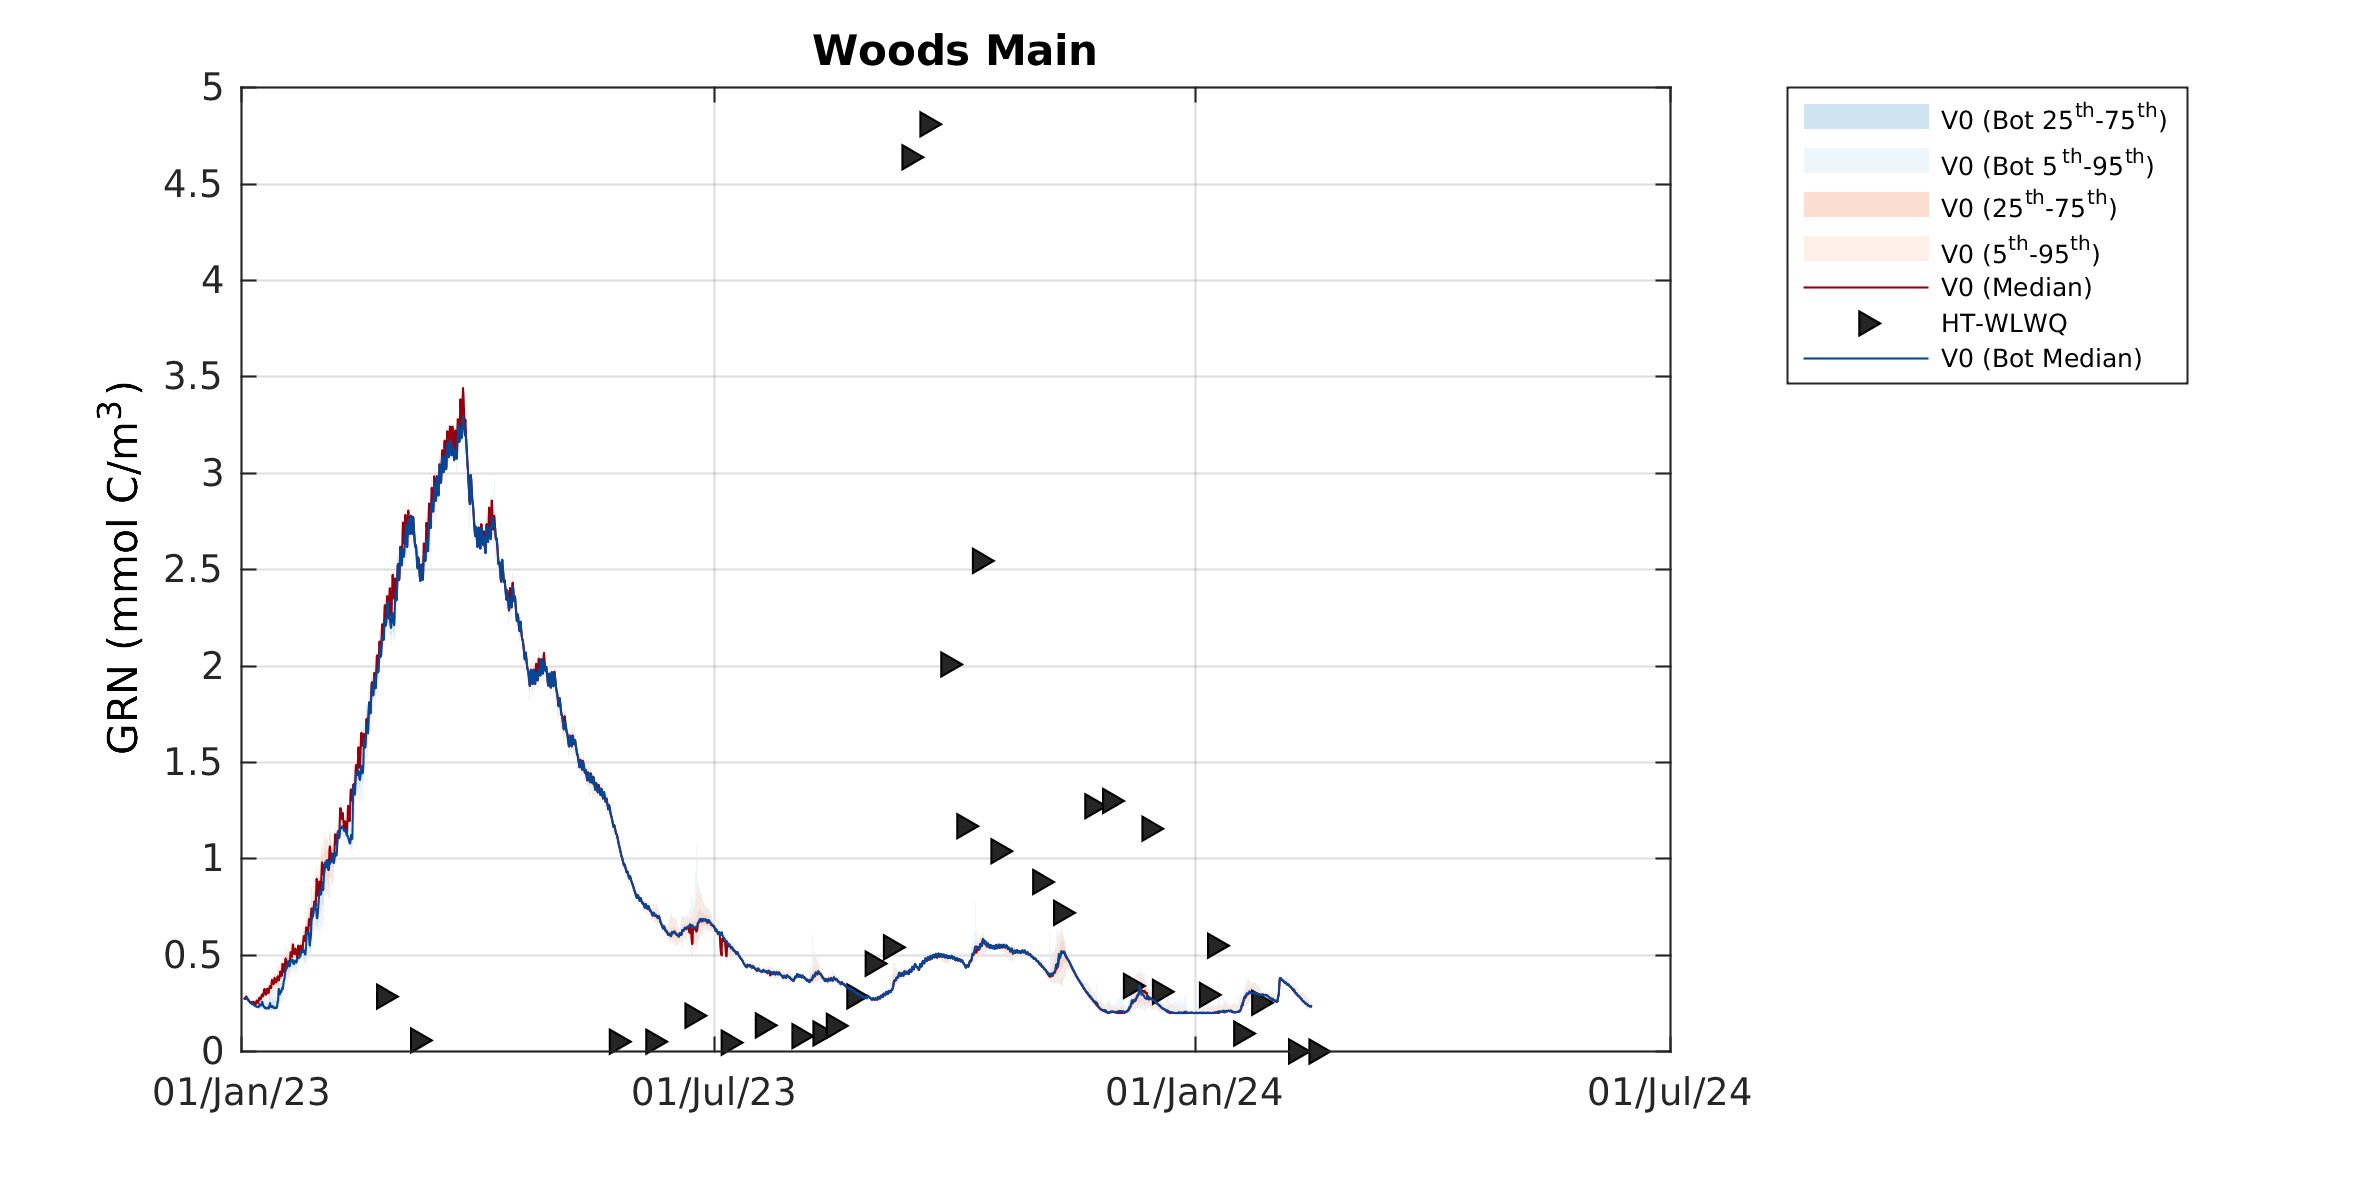 Woods Main
5
4.5
4
3.5
3
2.5
2
1.5
1
0.5
0
GRN (mmol C/m³)
01/Jan/23
01/Jul/23
01/Jan/24
01/Jul/24
V0 (Bot 25th-75th)
V0 (Bot 5th-95th)
V0 (25th-75th)
V0 (5th-95th)
V0 (Median)
HT-WLWQ
V0 (Bot Median)